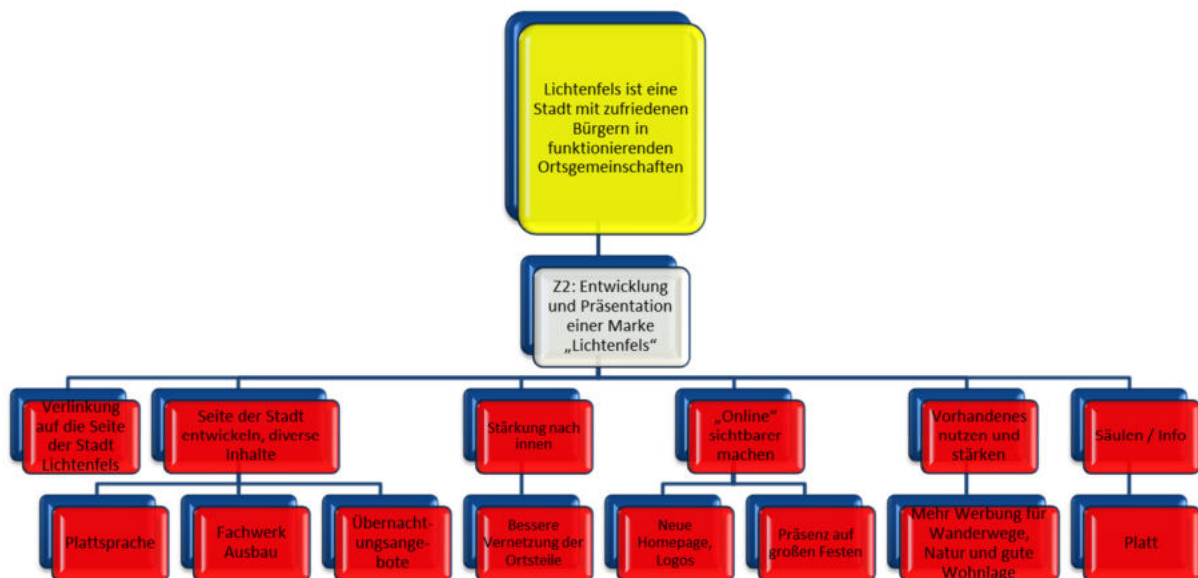 Lichtenfels ist eine
Stadt mit zufriedenen
Bürgern in
funktionierenden
Ortsgemeinschaften
Z2: Entwicklung
und Präsentation
einer Marke
„Lichtenfels“
Verlinkung
auf die Seite
der Stadt
Lichtenfels
Seite der Stadt
entwickeln, diverse
Inhalte
Stärkung nach
innen
„Online“
sichtbarer
machen
Vorhandenes
nutzen und
stärken
Säulen / Info
Plattsprache
Fachwerk
Ausbau
Übernacht-
ungsange-
bote
Bessere
Vernetzung der
Ortsteile
Neue
Homepage,
Logos
Präsenz auf
großen Festen
Mehr Werbung für
Wanderwege,
Natur und gute
Wohnlage
Platt